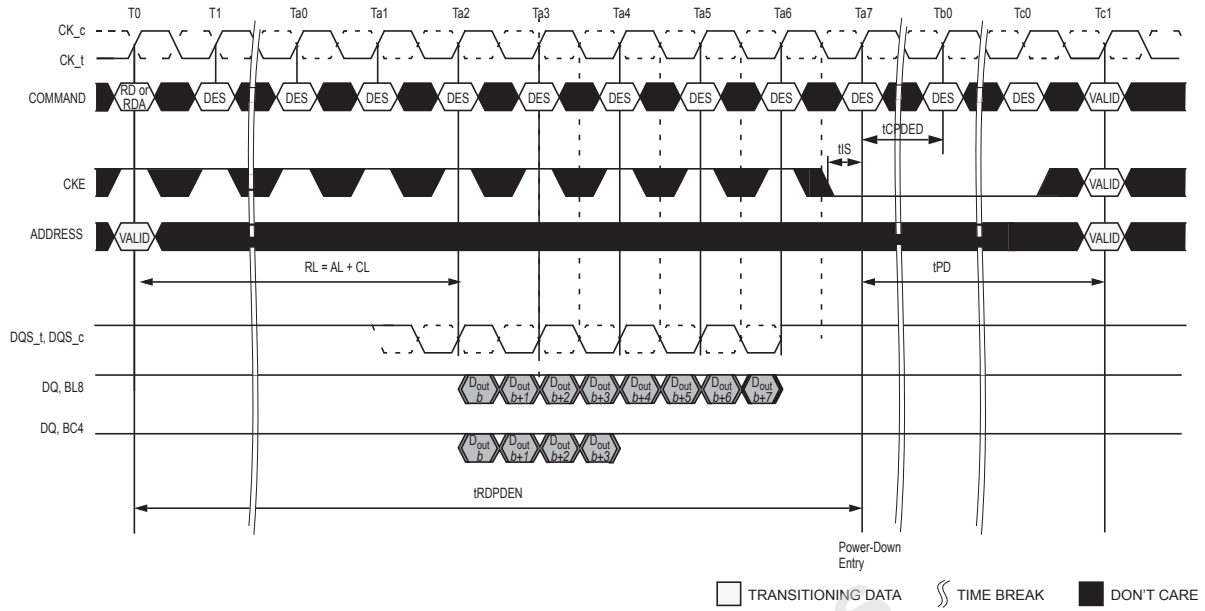 T0 T1 Ta0 Ta1 Ta2 Ta3 Ta4 Ta5 Ta6 Ta7 Tb0 Tc0 Tc1
CK_c
CK_t
COMMAND RD or RDA DES DES DES DES DES DES DES DES DES DES DES VALID
tCPDED
tIS
CKE VALID
ADDRESS VALID VALID
RL = AL + CL tPD
DQS_t, DQS_c
DQ, BL8 Dout b Dout b+1 Dout b+2 Dout b+3 Dout b+4 Dout b+5 Dout b+6 Dout b+7
DQ, BC4 Dout b Dout b+1 Dout b+2 Dout b+3
tRDPDEN
Power-Down
Entry
TRANSITIONING DATA TIME BREAK DON'T CARE